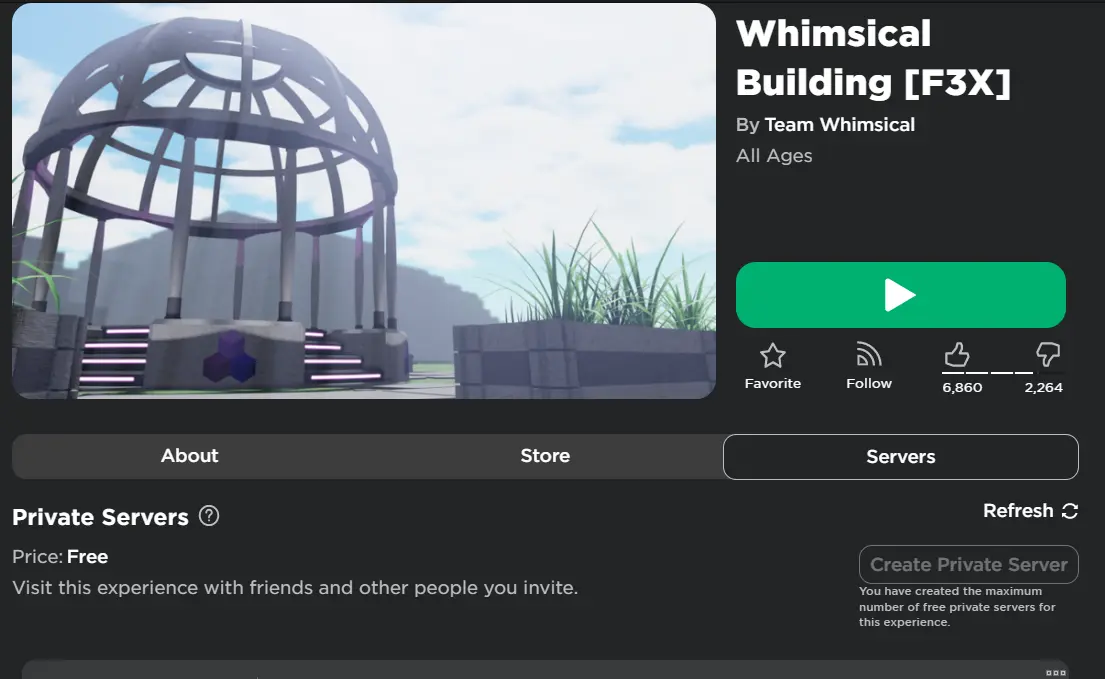 Whimsical
Building [F3X]
By Team Whimsical
All Ages
Favorite
Follow
6,860
2,264
About
Store
Servers
Private Servers ?
Refresh
Price: Free
Visit this experience with friends and other people you invite.
Create Private Server
You have created the maximum
number of free private servers for
this experience.